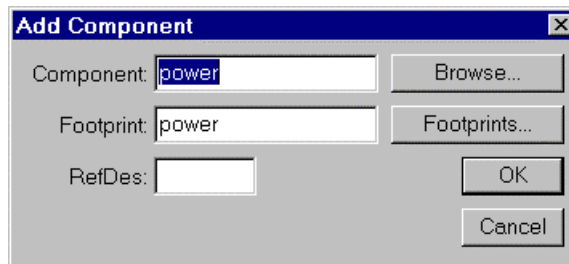 Add Component
Component: power Browse...
Footprint: power Footprints...
RefDes: OK
Cancel